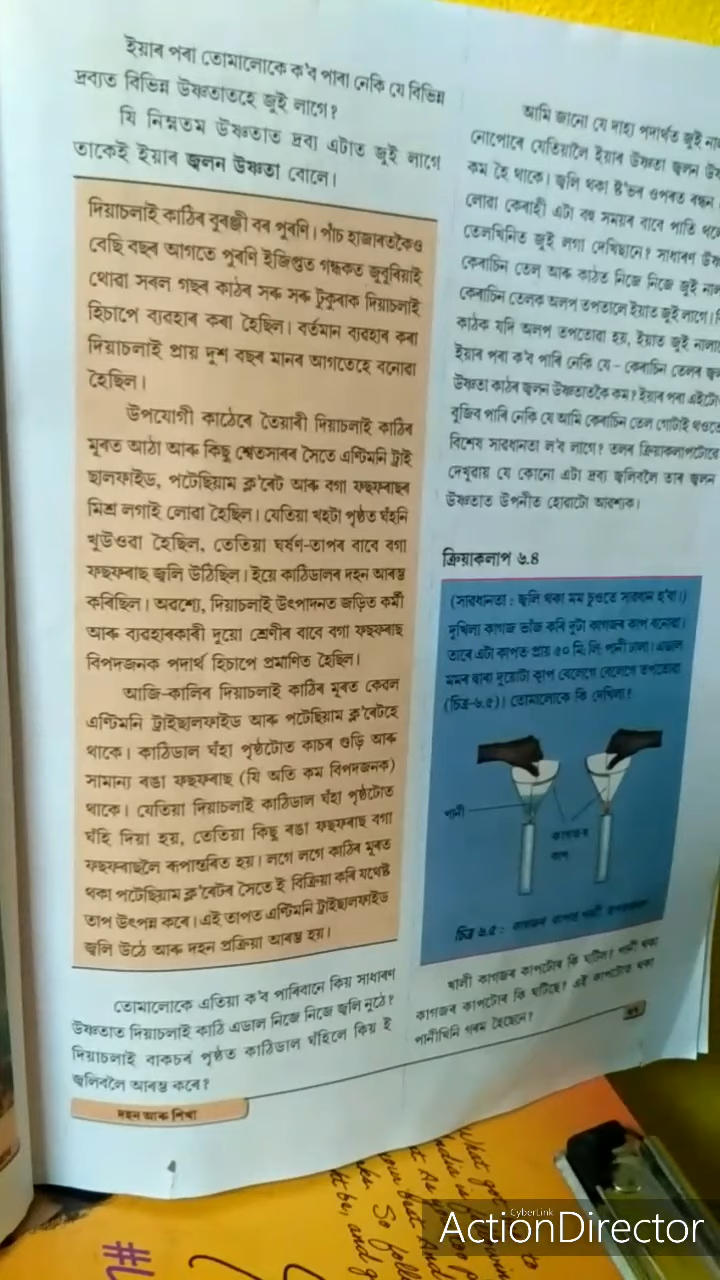 ইয়াৰ পৰা তোমালোকে ক'ব পাৰা নেকি যে বিভিন্ন
দ্ৰব্যত বিভিন্ন উষ্ণতাতহে জুই লাগে?
যি নিম্নতম উষ্ণতাত দ্ৰব্য এটাত জুই লাগে
তাকেই ইয়াৰ জ্বলন উষ্ণতা বোলে।
দিয়াচলাই কাঠিৰ বুৰঞ্জী বৰ পুৰণি। পাঁচ হাজাৰতকৈও
বেছি বছৰ আগতে পুৰণি ইজিপ্তত গন্ধকত জুবুৰিয়াই
থোৱা সৰল গছৰ কাঠৰ সৰু সৰু টুকুৰাক দিয়াচলাই
হিচাপে ব্যৱহাৰ কৰা হৈছিল। বৰ্তমান ব্যৱহাৰ কৰা
দিয়াচলাই প্ৰায় দুশ বছৰ মানৰ আগতেহে বনোৱা
হৈছিল।
উপযোগী কাঠেৰে তৈয়াৰী দিয়াচলাই কাঠিৰ
মূৰত আঠা আৰু কিছু শ্বেতসাৰৰ সৈতে এণ্টিমনি ট্ৰাই
ছালফাইড, পটেছিয়াম ক্ল'ৰেট আৰু বগা ফছফৰাছৰ
মিশ্ৰ লগাই লোৱা হৈছিল। যেতিয়া খহটা পৃষ্ঠত ঘঁহনি
খুউওৱা হৈছিল, তেতিয়া ঘৰ্ষণ-তাপৰ বাবে বগা
ফছফৰাছ জ্বলি উঠিছিল। ইয়ে কাঠিডালৰ দহন আৰম্ভ
কৰিছিল। অৱশ্যে, দিয়াচলাই উৎপাদনত জড়িত কৰ্মী
আৰু ব্যৱহাৰকাৰী দুয়ো শ্ৰেণীৰ বাবে বগা ফছফৰাছ
বিপদজনক পদাৰ্থ হিচাপে প্ৰমাণিত হৈছিল।
আজি-কালিৰ দিয়াচলাই কাঠিৰ মূৰত কেৱল
এণ্টিমনি ট্ৰাইছালফাইড আৰু পটেছিয়াম ক্ল'ৰেটহে
থাকে। কাঠিডাল ঘঁহা পৃষ্ঠটোত কাচৰ গুড়ি আৰু
সামান্য ৰঙা ফছফৰাছ (যি অতি কম বিপদজনক)
থাকে। যেতিয়া দিয়াচলাই কাঠিডাল ঘঁহা পৃষ্ঠটোত
ঘঁহি দিয়া হয়, তেতিয়া কিছু ৰঙা ফছফৰাছ বগা
ফছফৰাছলৈ ৰূপান্তৰিত হয়। লগে লগে কাঠিৰ মূৰত
থকা পটেছিয়াম ক্ল'ৰেটৰ সৈতে ই বিক্ৰিয়া কৰি যথেষ্ট
তাপ উৎপন্ন কৰে। এই তাপত এণ্টিমনি ট্ৰাইছালফাইড
জ্বলি উঠে আৰু দহন প্ৰক্ৰিয়া আৰম্ভ হয়।
তোমালোকে এতিয়া ক'ব পাৰিবানে কিয় সাধাৰণ
উষ্ণতাত দিয়াচলাই কাঠি এডাল নিজে নিজে জ্বলি নুঠে?
দিয়াচলাই বাকচৰ পৃষ্ঠত কাঠিডাল ঘঁহিলে কিয় ই
জ্বলিবলৈ আৰম্ভ কৰে?
দহন আৰু শিখা
আমি জানো যে দাহ্য পদাৰ্থত জুই
নোপোৰে যেতিয়ালৈ ইয়াৰ উষ্ণতা জ্বলন
কম হৈ থাকে। জ্বলি থকা ষ্ট'ভৰ ওপৰত ৰন্ধন
লোৱা কেৰাহী এটা বহু সময়ৰ বাবে পাতি
তেলখিনিত জুই লগা দেখিছানে? সাধাৰণ
কেৰাচিন তেল আৰু কাঠত নিজে নিজে জুই
কেৰাচিন তেলক অলপ তপতালে ইয়াত জুই লাগে।
কাঠক যদি অলপ তপতোৱা হয়, ইয়াত জুই
ইয়াৰ পৰা ক'ব পাৰি নেকি যে – কেৰাচিন তেলৰ
উষ্ণতা কাঠৰ জ্বলন উষ্ণতাতকৈ কম? ইয়াৰ পৰা
বুজিব পাৰি নেকি যে আমি কেৰাচিন তেল গোটাই থওতে
বিশেষ সাৱধানতা ল'ব লাগে? তলৰ ক্ৰিয়াকলাপটোৱে
দেখুৱায় যে কোনো এটা দ্ৰব্য জ্বলিবলৈ তাৰ জ্বলন
উষ্ণতাত উপনীত হোৱাটো আৱশ্যক।
ক্ৰিয়াকলাপ ৬.৪
(সাৱধানতা : জ্বলি থকা মম চুওতে সাৱধান হ'বা।)
দুখিলা কাগজ ভাঁজ কৰি দুটা কাগজৰ কাপ বনোৱা।
তাৰে এটা কাপত প্ৰায় ৫০ মি.লি. পানী ঢালা। এডাল
মমৰ দ্বাৰা দুয়োটা কাপ বেলেগে বেলেগে তপতোৱা
(চিত্ৰ-৬.৫)। তোমালোকে কি দেখিলা?
পানী
কাগজৰ
কাপ
চিত্ৰ ৬.৫ : কাগজৰ কাপত পানী
খালী কাগজৰ কাপটোৰ কি ঘটিল? পানী থকা
কাগজৰ কাপটোৰ কি ঘটিছে? এই কাপটোত থকা
পানীখিনি গৰম হৈছেনে?
CyberLink
ActionDirector